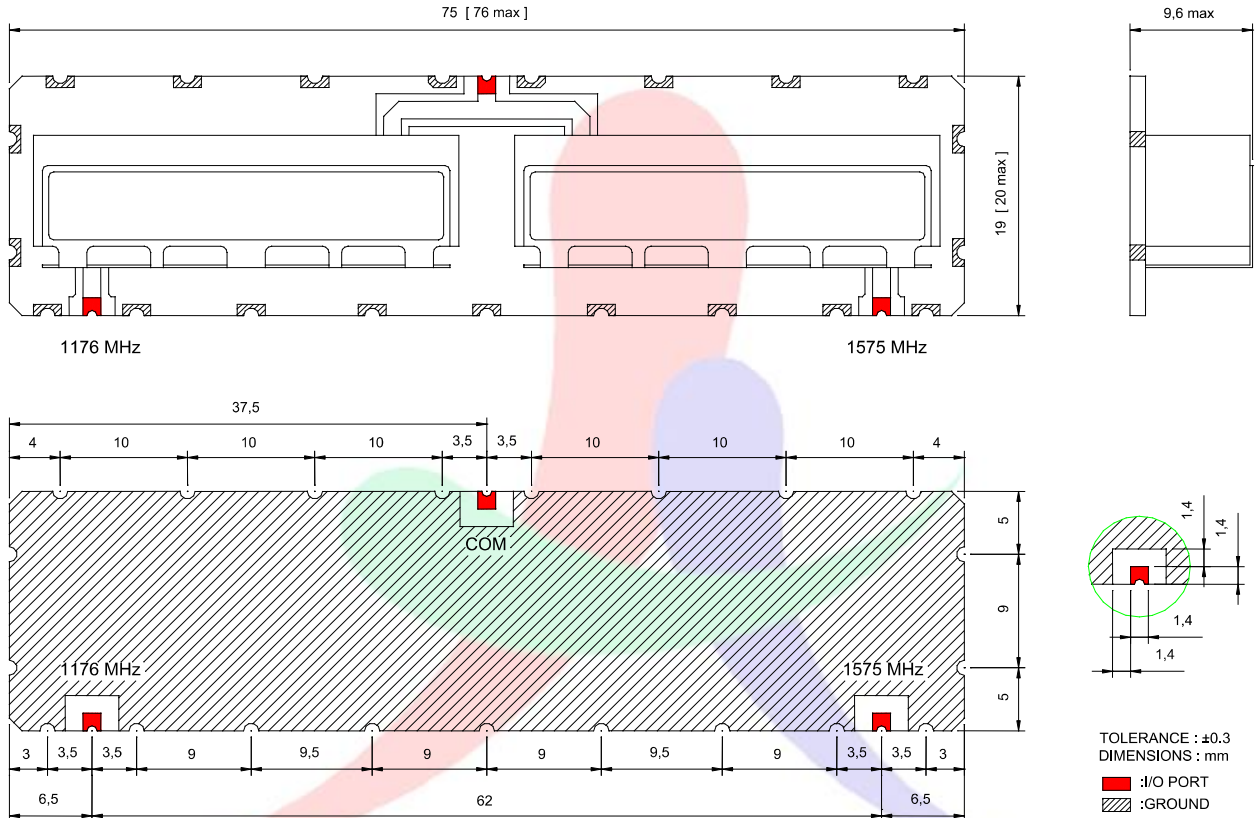 75 [ 76 max ]
9,6 max
19 [ 20 max ]
1176 MHz
1575 MHz
37,5
4
10
10
10
3,5
3,5
10
10
10
4
COM
5
9
5
1176 MHz
1575 MHz
3
3,5
3,5
9
9,5
9
9
9,5
9
3,5
3,5
3
6,5
62
6,5
1,4
1,4
1,4
1,4
TOLERANCE : ±0.3
DIMENSIONS : mm
:I/O PORT
:GROUND